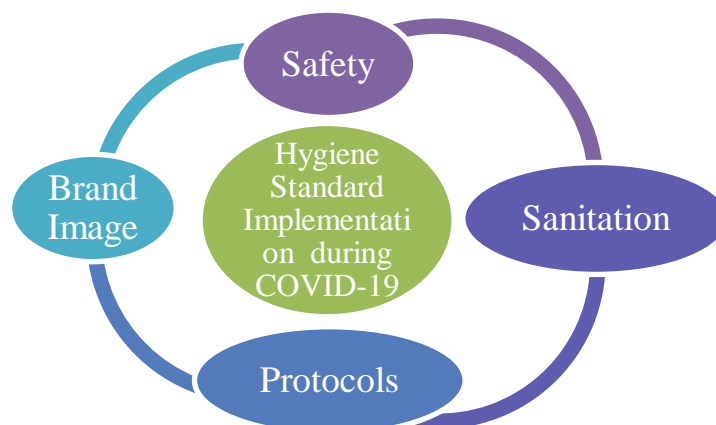 Safety
Brand
Image
Hygiene
Standard
Implementati
on during
COVID-19
Sanitation
Protocols